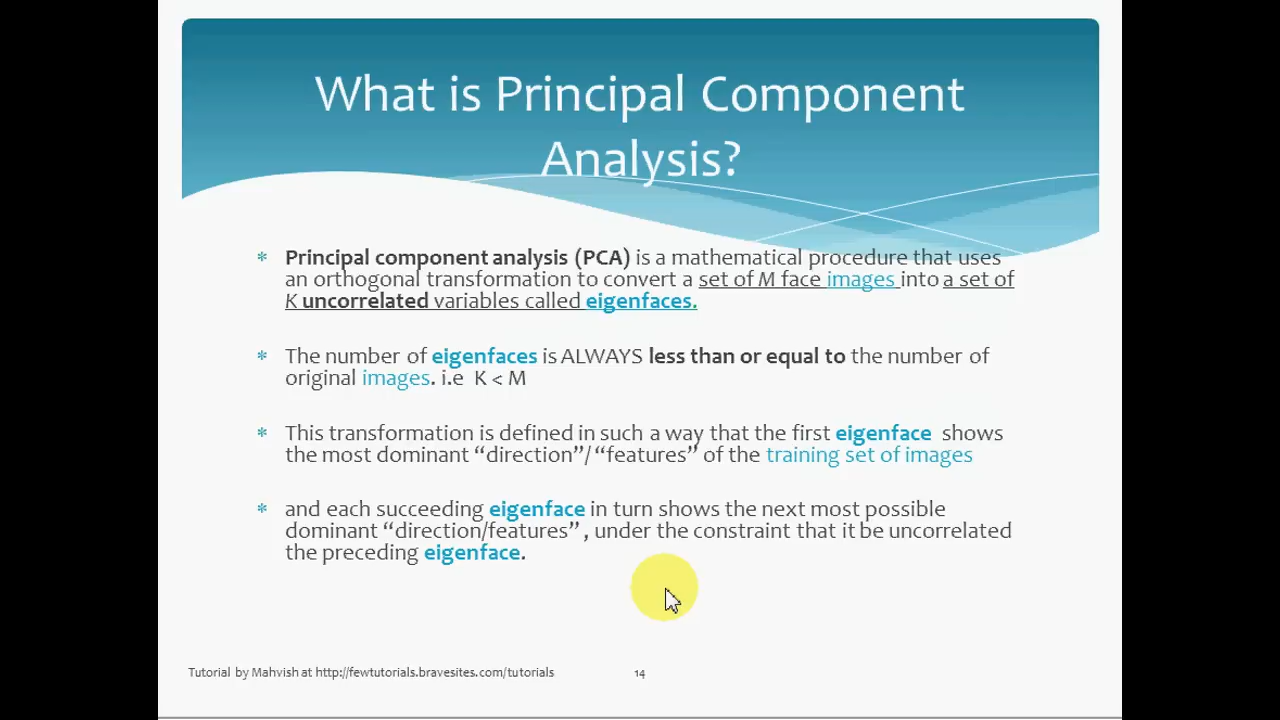 What is Principal Component
Analysis?
* Principal component analysis (PCA) is a mathematical procedure that uses
an orthogonal transformation to convert a set of M face images into a set of
K uncorrelated variables called eigenfaces.
* The number of eigenfaces is ALWAYS less than or equal to the number of
original images. i.e K < M
* This transformation is defined in such a way that the first eigenface shows
the most dominant “direction”/ “features” of the training set of images
* and each succeeding eigenface in turn shows the next most possible
dominant “direction/features” , under the constraint that it be uncorrelated
the preceding eigenface.
Tutorial by Mahvish at http://fewtutorials.bravesites.com/tutorials 14